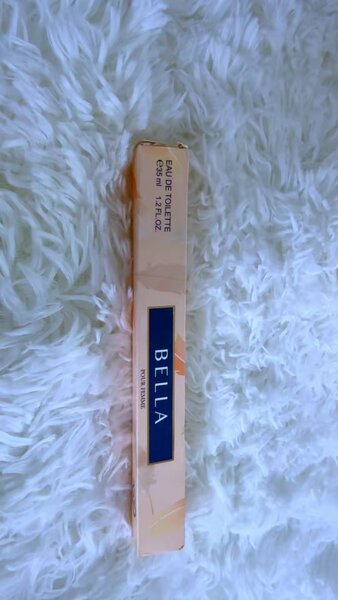 EAU DE TOILETTE
℮35 ml 1.2 FL.OZ.
BELLA
POUR FEMME